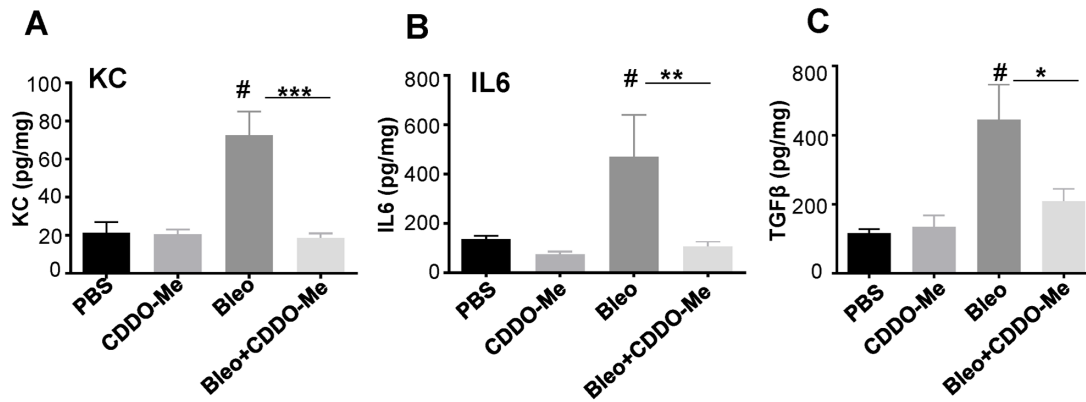 A
KC
# ***
KC (pg/mg)
100
80
60
40
20
0
PBS
CDDO-Me
Bleo
Bleo+CDDO-Me
B
IL6
# **
IL6 (pg/mg)
800
600
400
200
0
PBS
CDDO-Me
Bleo
Bleo+CDDO-Me
C
# *
TGFβ (pg/mg)
800
400
200
0
PBS
CDDO-Me
Bleo
Bleo+CDDO-Me